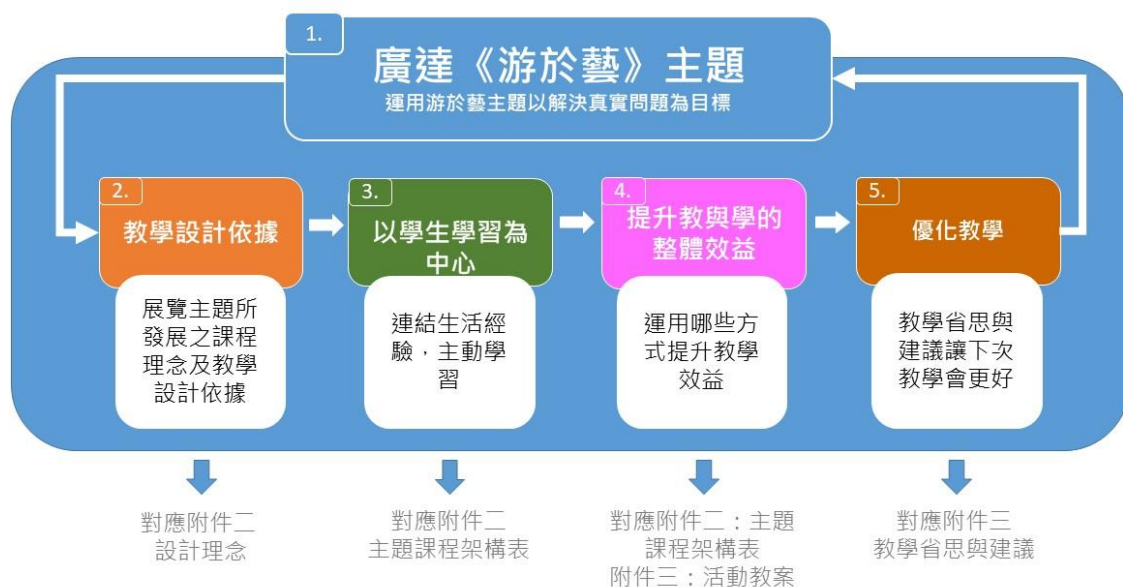 1.
廣達《游於藝》主題
運用游於藝主題以解決真實問題為目標
2.
教學設計依據
展覽主題所
發展之課程
理念及教學
設計依據
3.
以學生學習為
中心
連結生活經
驗，主動學
習
4.
提升教與學的
整體效益
運用哪些方
式提升教學
效益
5.
優化教學
教學省思與
建議讓下次
教學會更好
對應附件二
設計理念
對應附件二
主題課程架構表
對應附件二：主題
課程架構表
附件三：活動教案
對應附件三
教學省思與建議